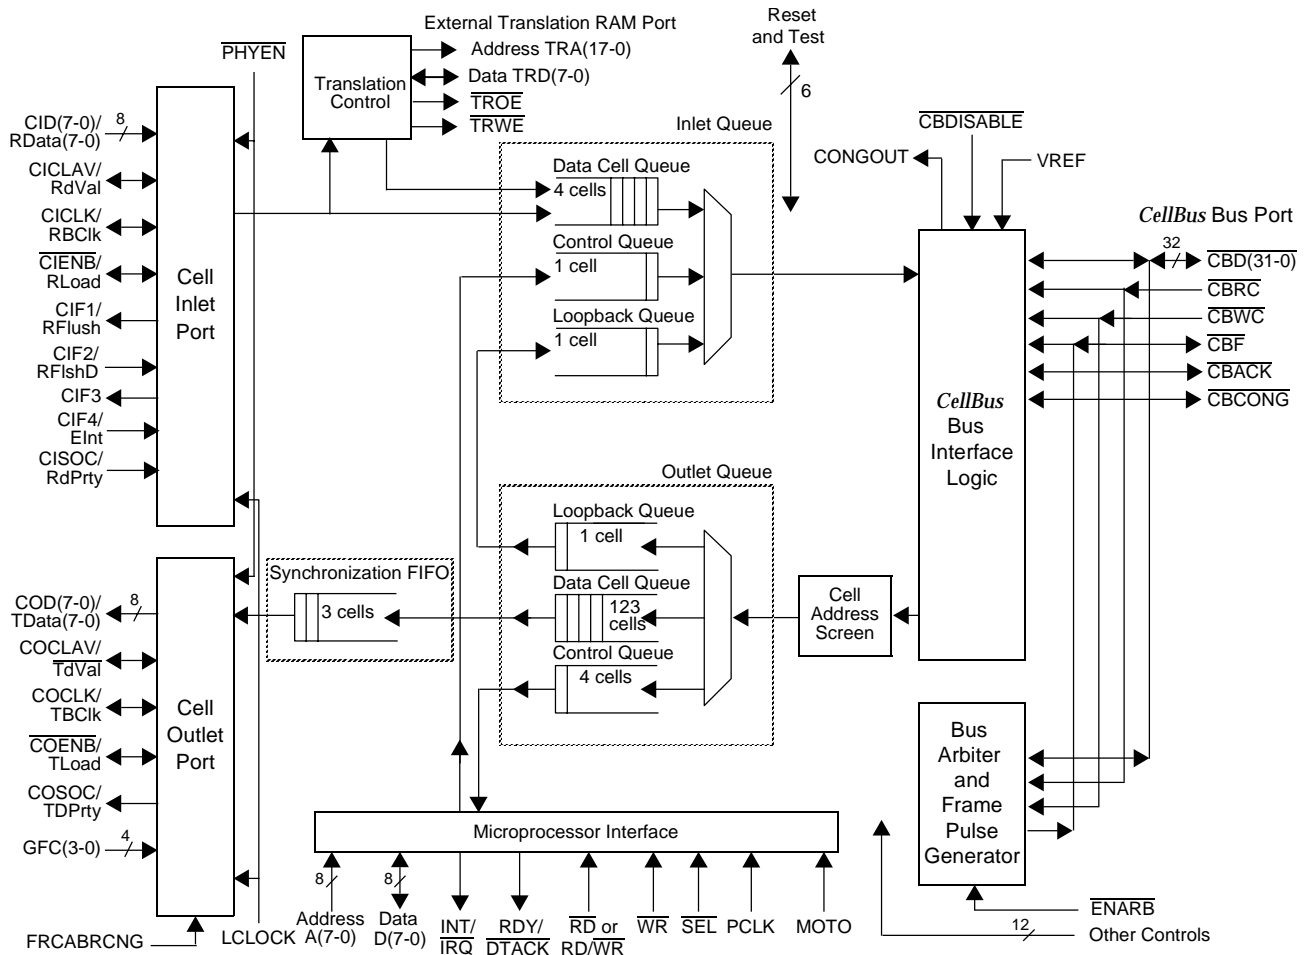 External Translation RAM Port
Reset
and Test
6
PHYEN
Translation
Control
Address TRA(17-0)
Data TRD(7-0)
TROE
TRWE
CID(7-0)/
RData(7-0)
8
CICLAV/
RdVal
CICLK/
RBClk
CIENB/
RLoad
CIF1/
RFlush
CIF2/
RFlshD
CIF3
CIF4/
EInt
CISOC/
RdPrty
Cell
Inlet
Port
Inlet Queue
Data Cell Queue
4 cells
Control Queue
1 cell
Loopback Queue
1 cell
CBDISABLE
CONGOUT
VREF
CellBus Bus Port
32
CBD(31-0)
CBRC
CBWC
CBF
CBACK
CBCONG
CellBus
Bus
Interface
Logic
Outlet Queue
Loopback Queue
1 cell
Data Cell Queue
123
cells
Control Queue
4 cells
Synchronization FIFO
3 cells
Cell
Address
Screen
COD(7-0)/
TData(7-0)
8
COCLAV/
TdVal
COCLK/
TBClk
COENB/
TLoad
COSOC/
TDPrty
GFC(3-0)
4
Cell
Outlet
Port
Bus
Arbiter
and
Frame
Pulse
Generator
Microprocessor Interface
8
8
FRCABRCNG
LCLOCK
Address
A(7-0)
Data
D(7-0)
INT/
IRQ
RDY/
DTACK
RD or
RD/WR
WR
SEL
PCLK
MOTO
ENARB
12
Other Controls